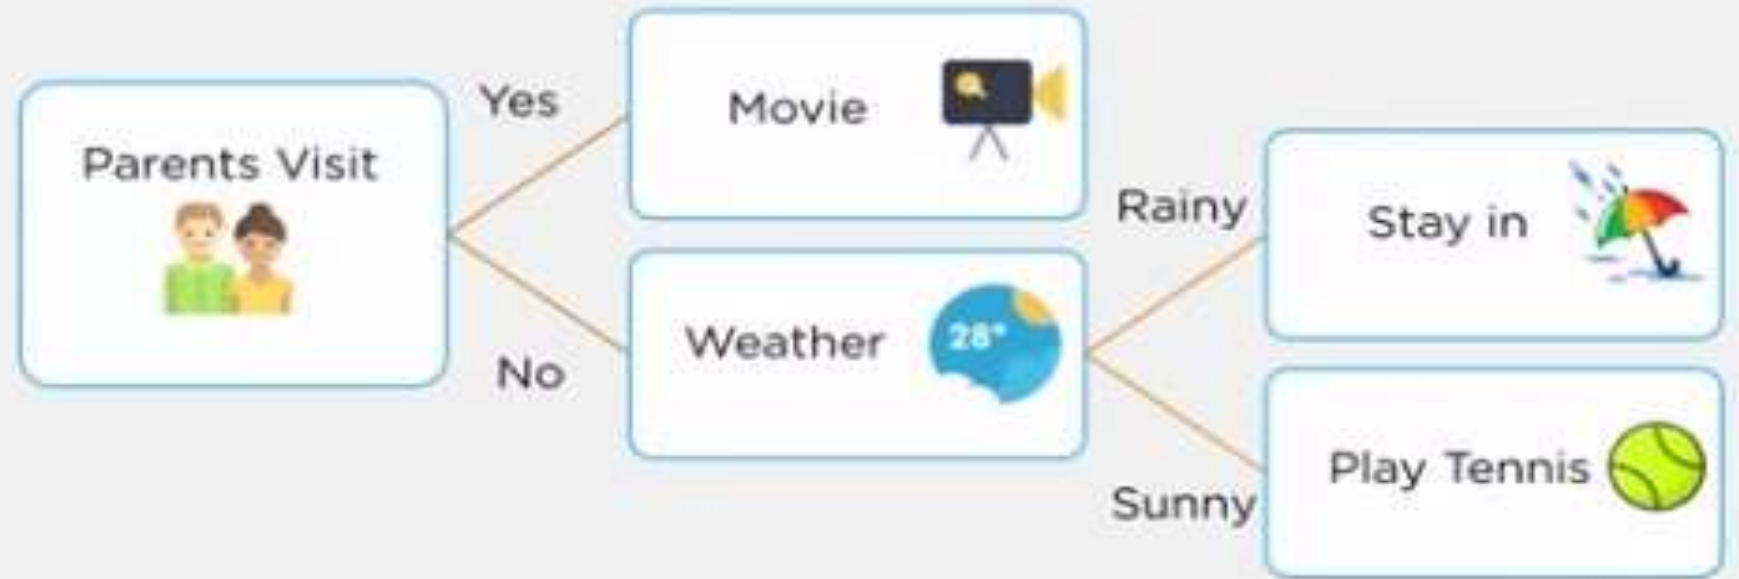 Parents Visit
Yes
No
Movie
Weather
28°
Rainy
Sunny
Stay in
Play Tennis